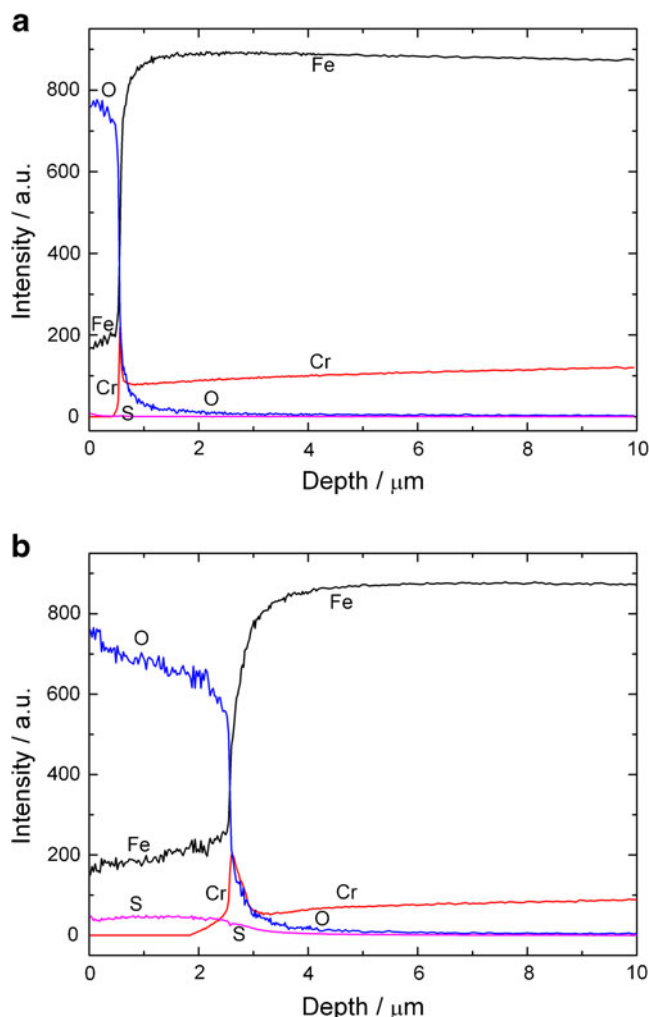 a
800
600
400
200
0
Intensity / a.u.
O
Fe
Fe
Cr
S
Cr
O
0 2 4 6 8 10
Depth / μm
b
800
600
400
200
0
Intensity / a.u.
O
Fe
Fe
S
Cr
S
Cr
O
0 2 4 6 8 10
Depth / μm